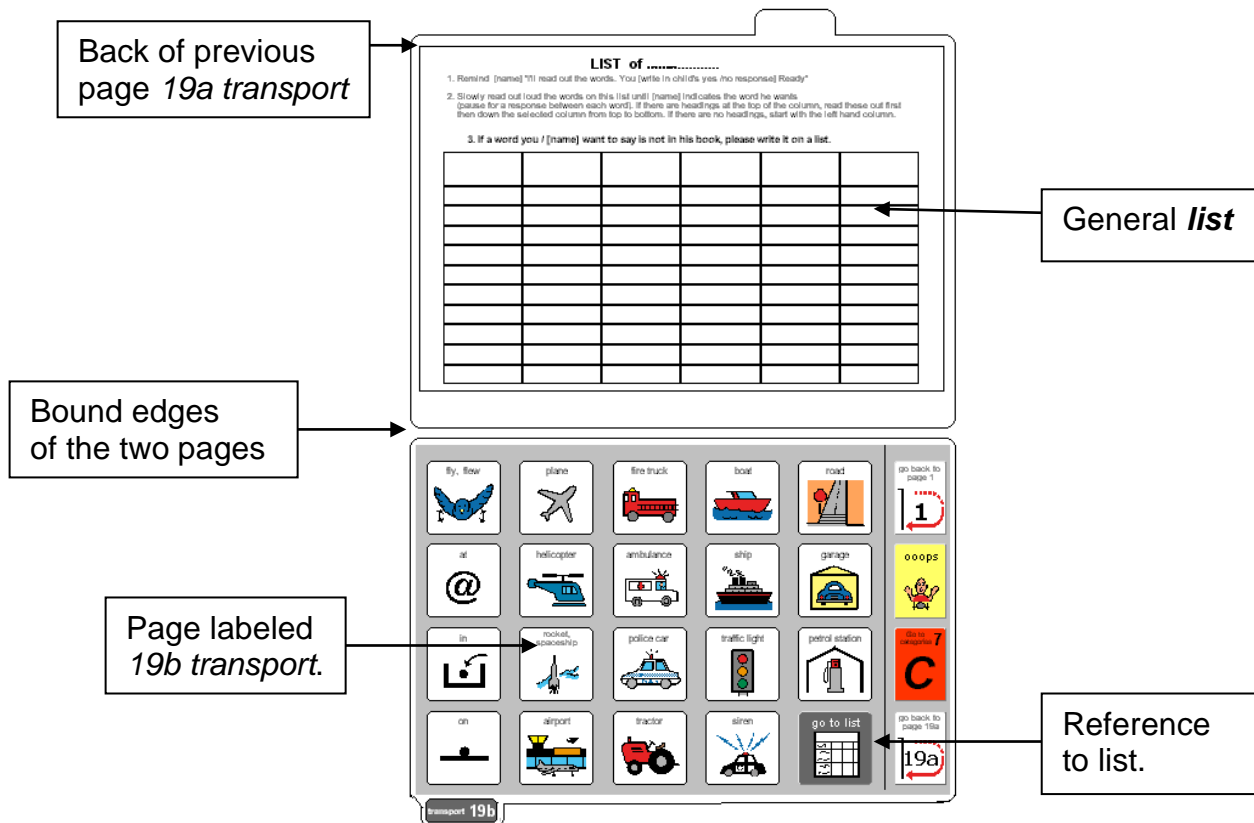 Back of previous
page 19a transport
LIST of .....................
1. Remind [name] "I'll read out the words. You [write in child's yes /no response] Ready"
2. Slowly read out loud the words on this list until [name] indicates the word he wants
(pause for a response between each word). If there are headings at the top of the column, read these out first
then down the selected column from top to bottom. If there are no headings, start with the left hand column.
3. If a word you / [name] want to say is not in his book, please write it on a list.
General list
Bound edges
of the two pages
fly, flew
plane
fire truck
boat
road
go back to
page 1
1
at
@
helicopter
ambulance
ship
garage
ooops
Page labeled
19b transport.
in
rocket,
spaceship
police car
traffic light
petrol station
Go to
categories 7
C
on
airport
tractor
siren
go to list
go back to
page 19a
19a
Reference
to list.
transport 19b